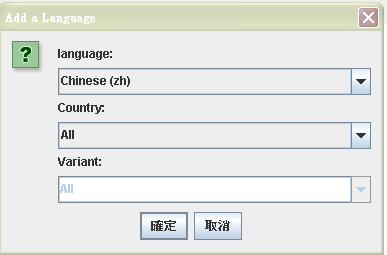 Add a Language
?
language:
Chinese (zh)
Country:
All
Variant:
All
確定 取消